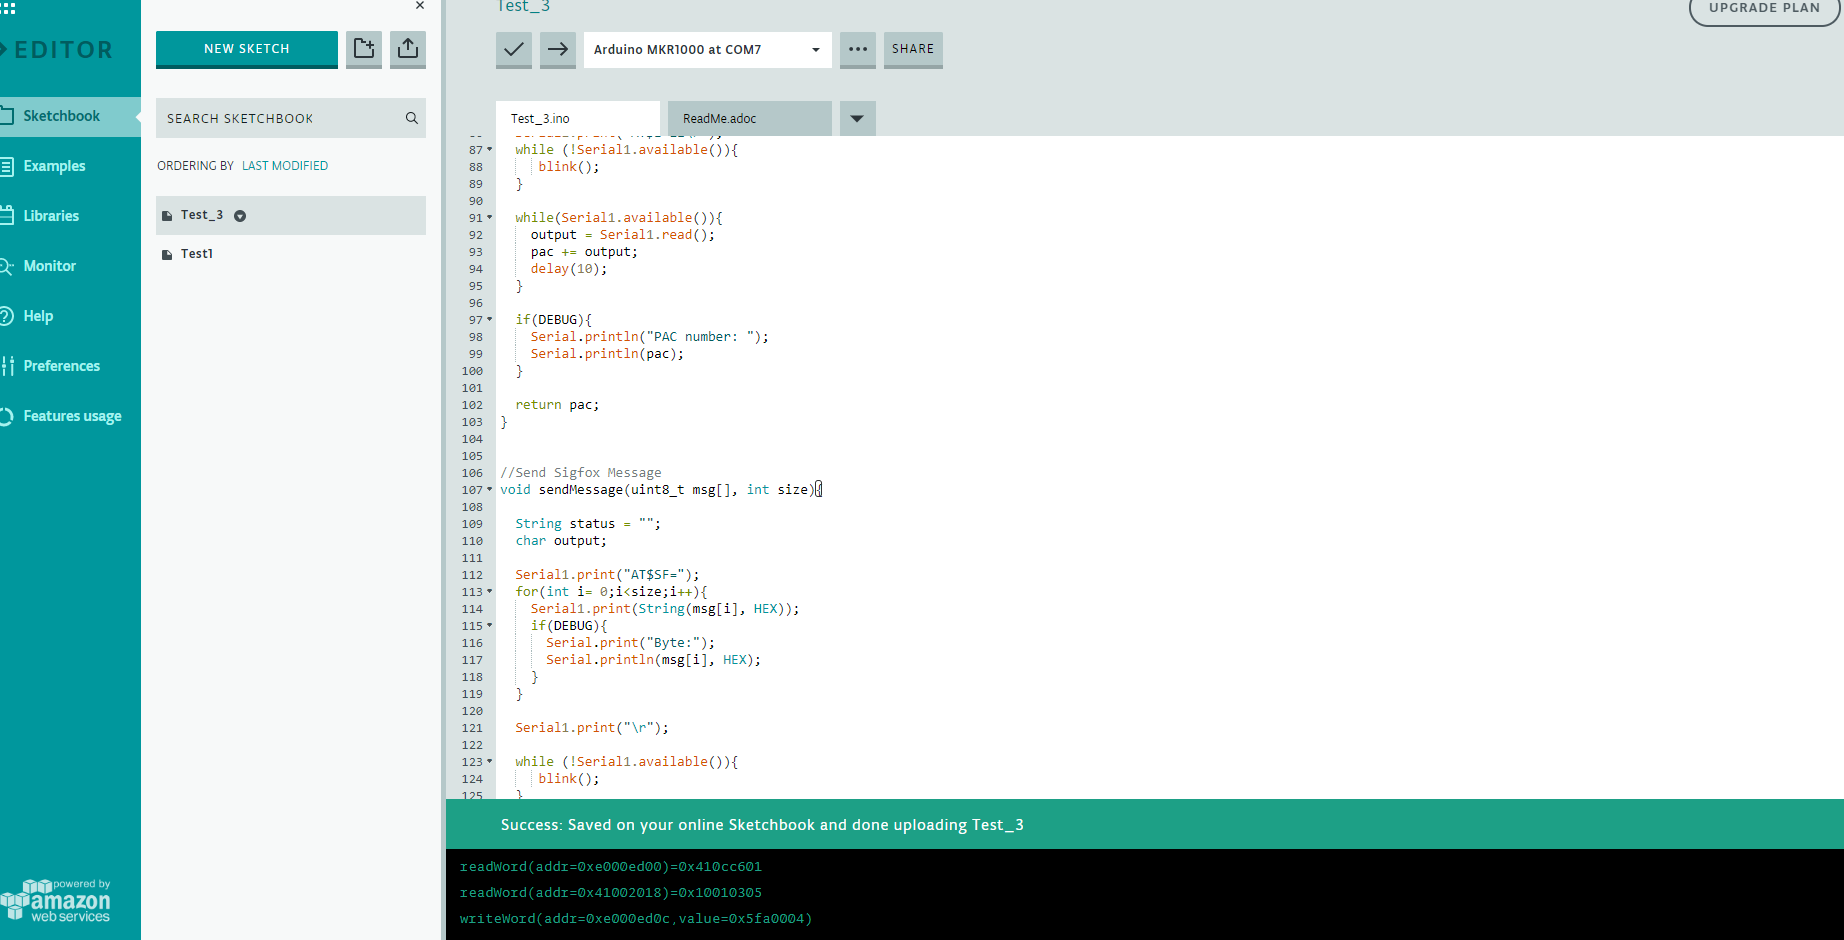 EDITOR
Sketchbook
Examples
Libraries
Monitor
Help
Preferences
Features usage
powered by
amazon
web services
×
NEW SKETCH
SEARCH SKETCHBOOK
ORDERING BY LAST MODIFIED
Test_3
Test1
Test_3
UPGRADE PLAN
Arduino MKR1000 at COM7
SHARE
Test_3.ino
ReadMe.adoc
87 while (!Serial1.available()){
88 blink();
89 }
90
91 while(Serial1.available()){
92 output = Serial1.read();
93 pac += output;
94 delay(10);
95 }
96
97 if(DEBUG){
98 Serial.println("PAC number: ");
99 Serial.println(pac);
100 }
101
102 return pac;
103 }
104
105
106 //Send Sigfox Message
107 void sendMessage(uint8_t msg[], int size){
108
109 String status = "";
110 char output;
111
112 Serial1.print("AT$SF=");
113 for(int i= 0;i<size;i++){
114 Serial1.print(String(msg[i], HEX));
115 if(DEBUG){
116 Serial.print("Byte:");
117 Serial.println(msg[i], HEX);
118 }
119 }
120
121 Serial1.print("\r");
122
123 while (!Serial1.available()){
124 blink();
125 }
Success: Saved on your online Sketchbook and done uploading Test_3
readWord(addr=0xe000ed00)=0x410cc601
readWord(addr=0x41002018)=0x10010305
writeWord(addr=0xe000ed0c,value=0x5fa0004)